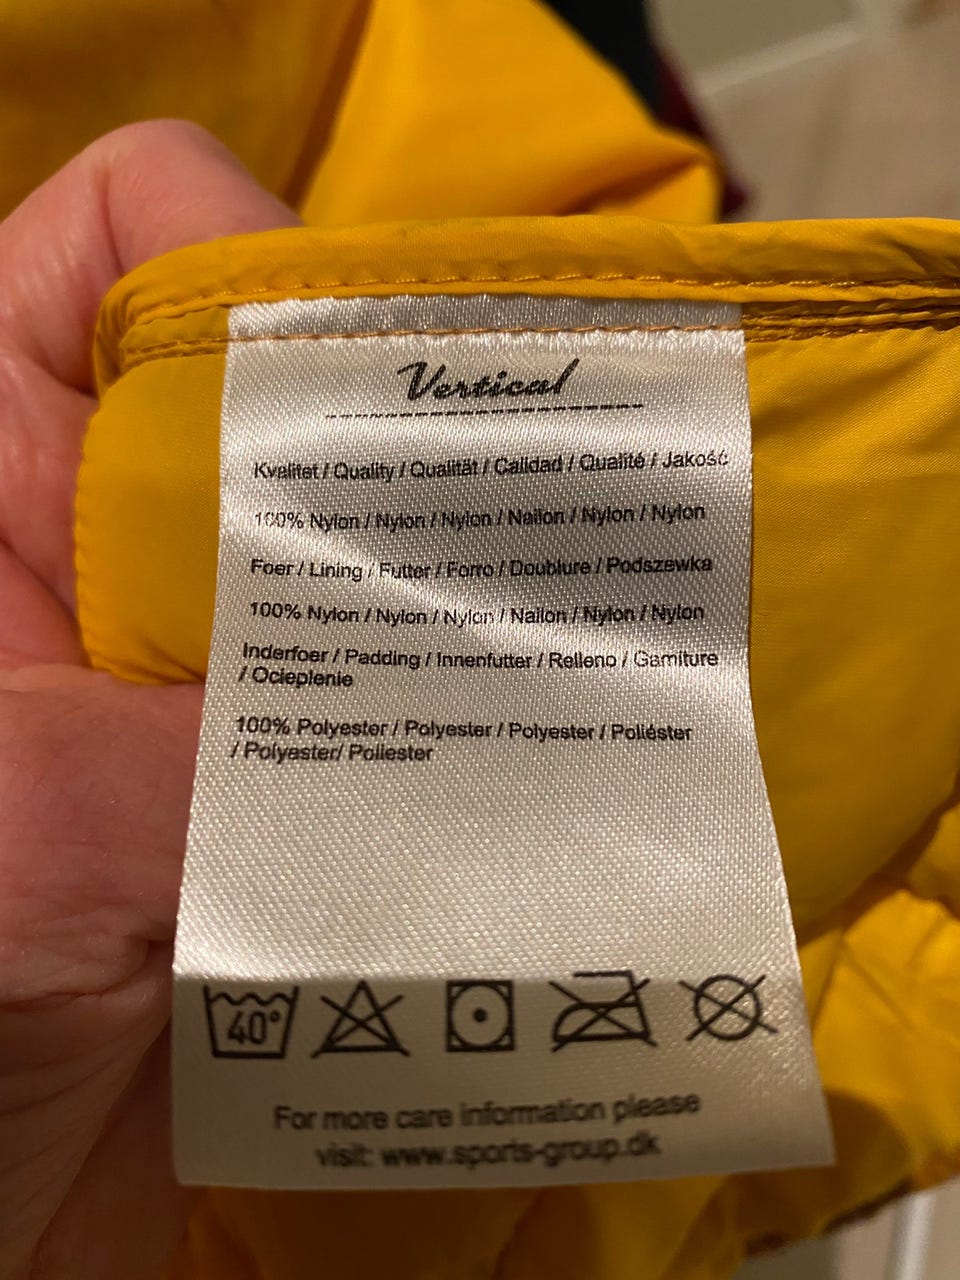 Vertical
Kvalitet / Quality / Qualität / Calidad / Qualité / Jakość
100% Nylon / Nylon / Nylon / Nailon / Nylon / Nylon
Foer / Lining / Futter / Forro / Doublure / Podszewka
100% Nylon / Nylon / Nylon / Nailon / Nylon / Nylon
Inderfoer / Padding / Innenfutter / Relleno / Garniture
/ Ocieplenie
100% Polyester / Polyester / Polyester / Poliéster
/ Polyester/ Poliester
40°
For more care information please
visit: www.sports-group.dk